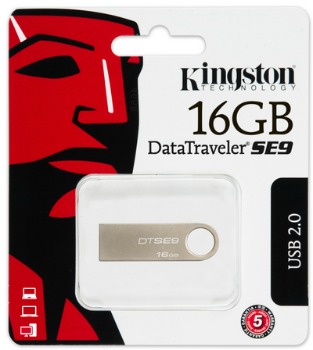 Kingston
TECHNOLOGY
16GB
DataTraveler SE9
DTSE9
16GB
USB 2.0
5